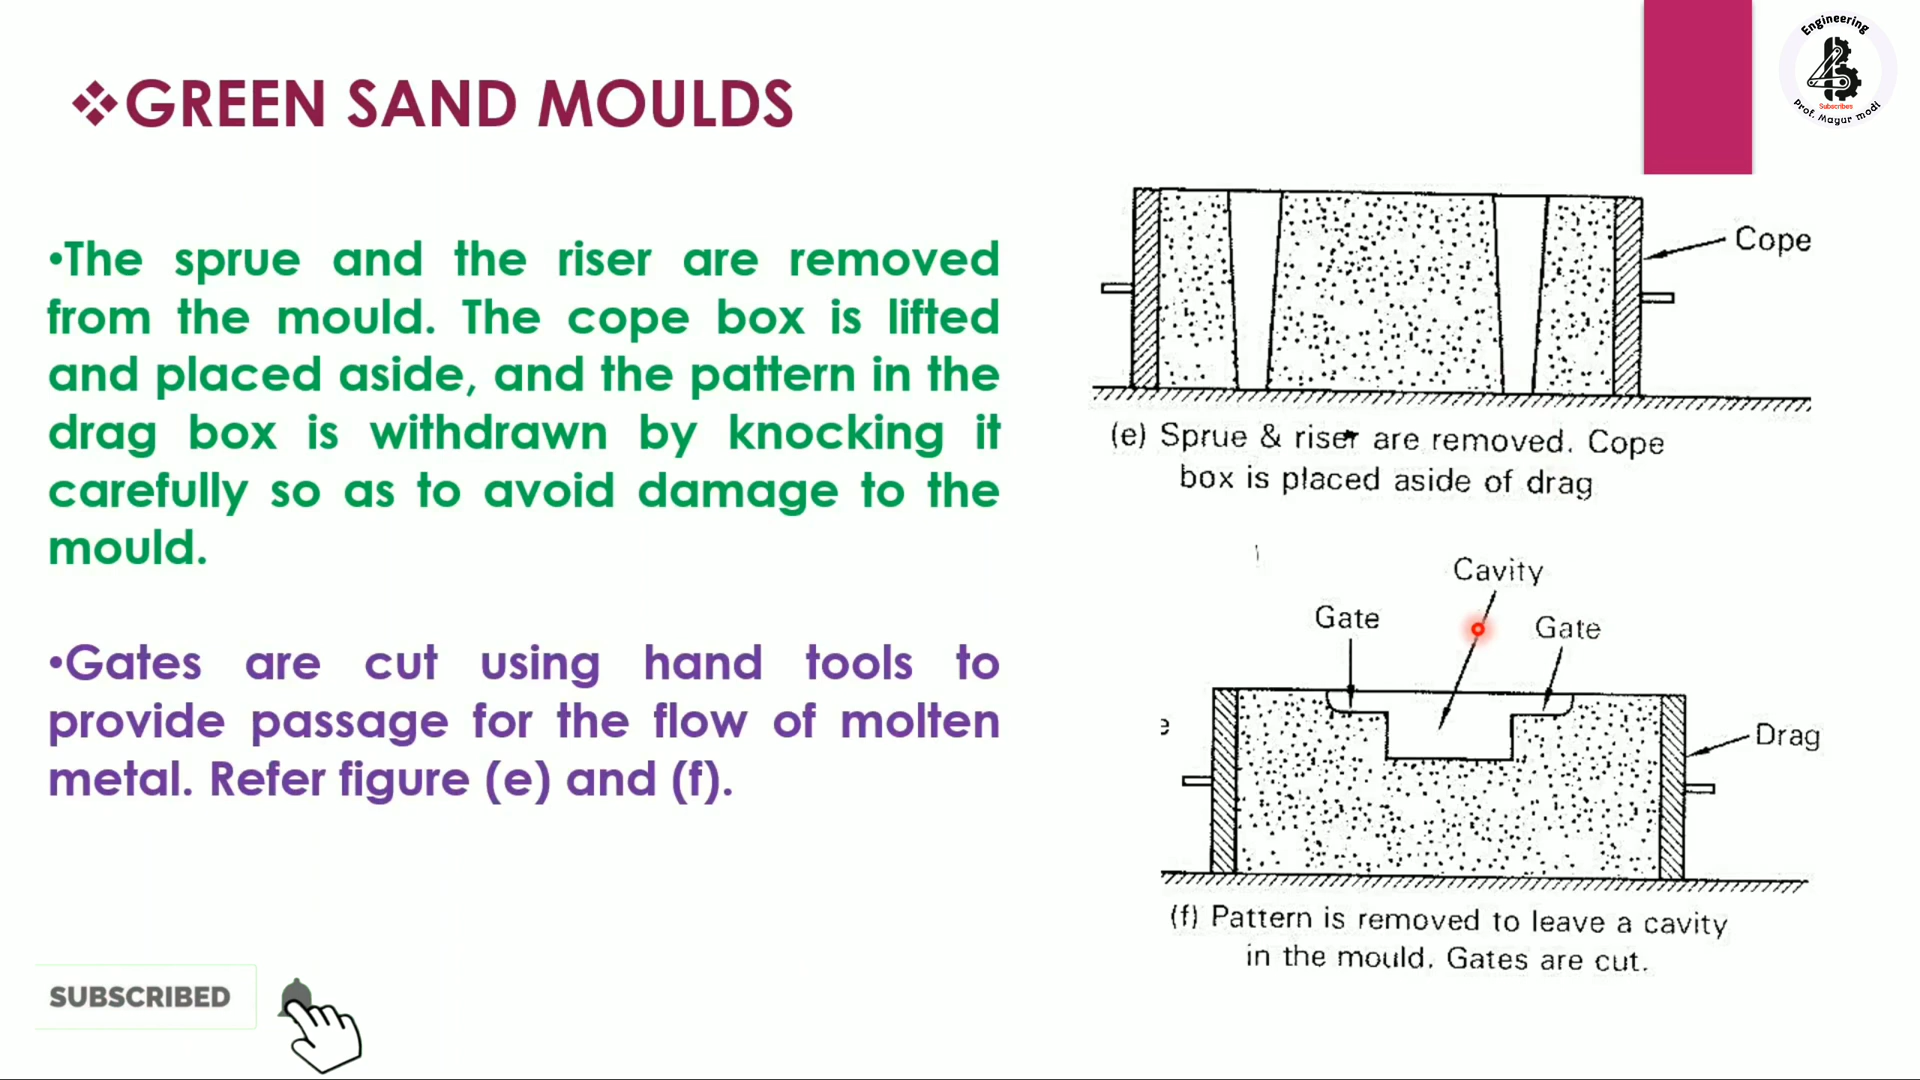 ❖GREEN SAND MOULDS
•The sprue and the riser are removed
from the mould. The cope box is lifted
and placed aside, and the pattern in the
drag box is withdrawn by knocking it
carefully so as to avoid damage to the
mould.
•Gates are cut using hand tools to
provide passage for the flow of molten
metal. Refer figure (e) and (f).
SUBSCRIBED
Engineering
Subscribes
Prof. Mayur modi
Cope
(e) Sprue & riser are removed. Cope
box is placed aside of drag
Cavity
Gate
Gate
e
Drag
(f) Pattern is removed to leave a cavity
in the mould. Gates are cut.